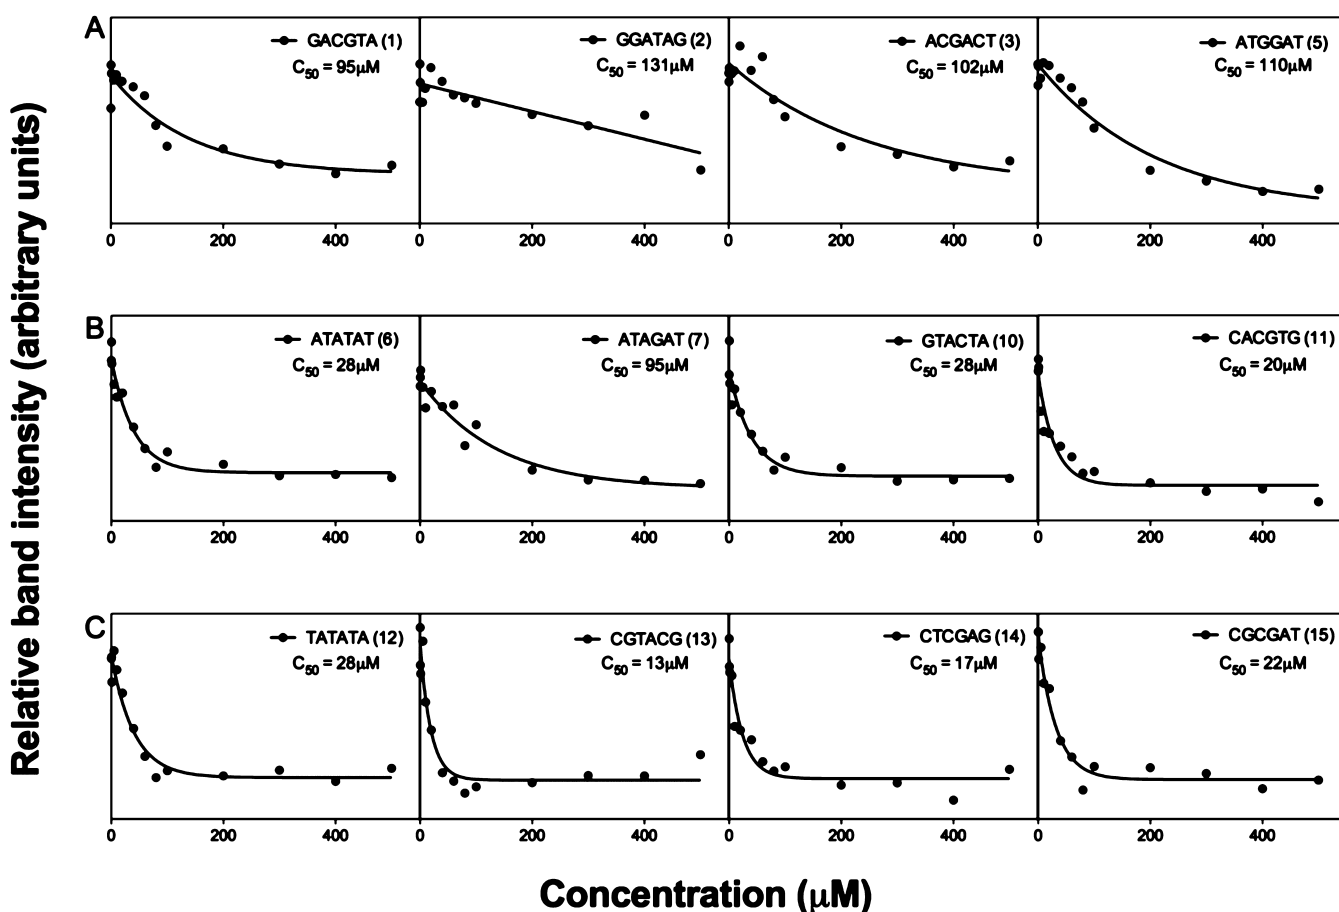 Relative band intensity (arbitrary units)
A
GACGTA (1)
C50 = 95μM
0 200 400
GGATAG (2)
C50 = 131μM
0 200 400
ACGACT (3)
C50 = 102μM
0 200 400
ATGGAT (5)
C50 = 110μM
0 200 400
B
ATATAT (6)
C50 = 28μM
0 200 400
ATAGAT (7)
C50 = 95μM
0 200 400
GTACTA (10)
C50 = 28μM
0 200 400
CACGTG (11)
C50 = 20μM
0 200 400
C
TATATA (12)
C50 = 28μM
0 200 400
CGTACG (13)
C50 = 13μM
0 200 400
CTCGAG (14)
C50 = 17μM
0 200 400
CGCGAT (15)
C50 = 22μM
0 200 400
Concentration (μM)